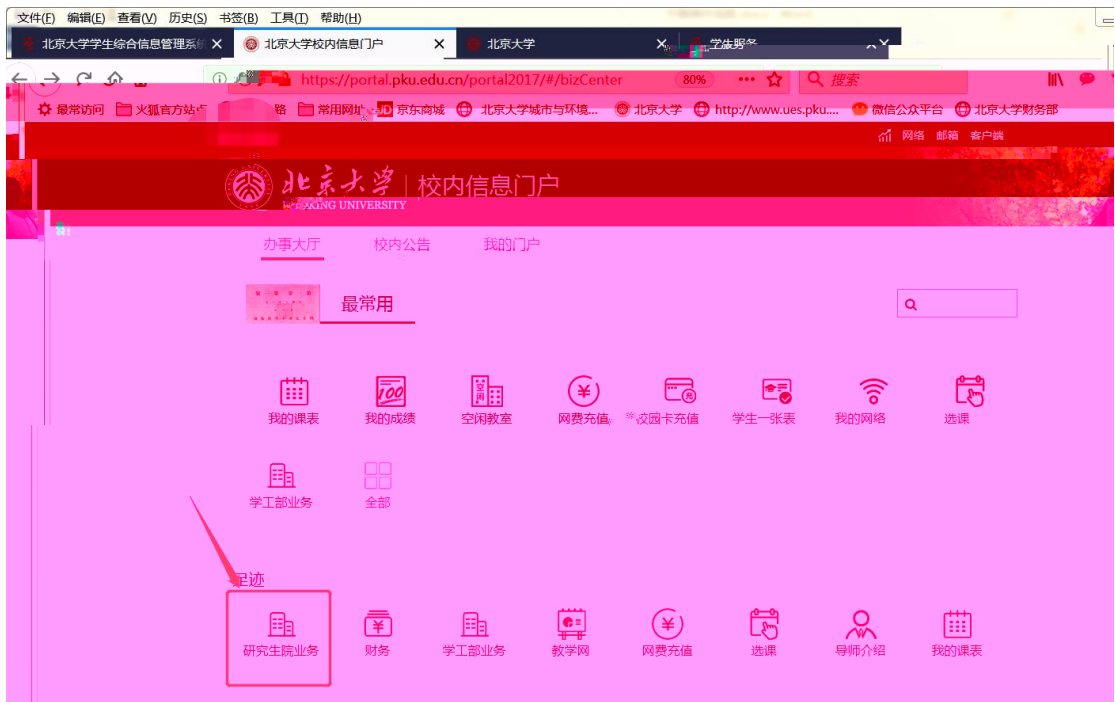 文件(F) 编辑(E) 查看(V) 历史(S) 书签(B) 工具(T) 帮助(H)
北京大学学生综合信息管理系统 × 北京大学校内信息门户 × 北京大学 × ×
https://portal.pku.edu.cn/portal2017/#/bizCenter 80% 搜索
最常访问 火狐官方站点 常用网址 JD 京东商城 北京大学城市与环境... 北京大学 http://www.ues.pku.... 微信公众平台 北京大学财务部
网络 邮箱 客户端
北京大学 校内信息门户
PEKING UNIVERSITY
办事大厅 校内公告 我的门户
最常用
我的课表 我的成绩 空闲教室 网费充值 校园卡充值 学生一张表 我的网络 选课
学工部业务 全部
足迹
研究生院业务 财务 学工部业务 教学网 网费充值 选课 导师介绍 我的课表